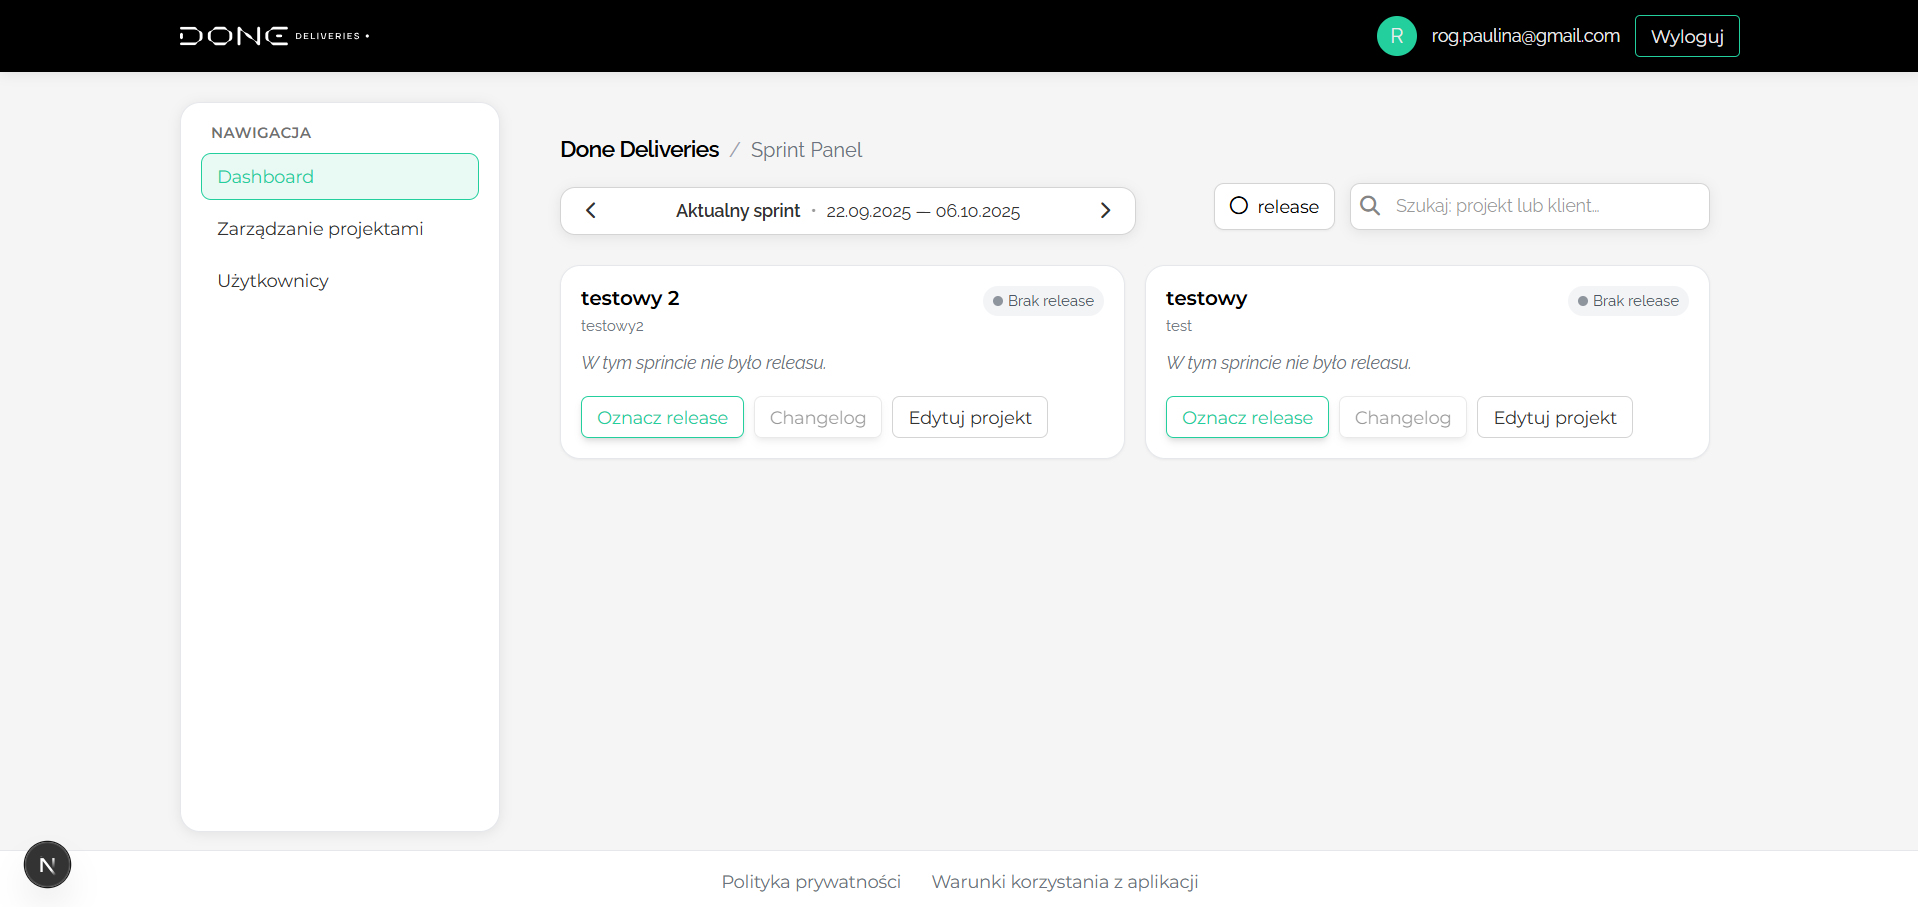 DONE DELIVERIES
R rog.paulina@gmail.com Wyloguj
NAWIGACJA
Dashboard
Zarządzanie projektami
Użytkownicy
Done Deliveries / Sprint Panel
Aktualny sprint • 22.09.2025 — 06.10.2025
release
Szukaj: projekt lub klient...
testowy 2
Brak release
testowy2
W tym sprincie nie było releasu.
Oznacz release Changelog Edytuj projekt
testowy
Brak release
test
W tym sprincie nie było releasu.
Oznacz release Changelog Edytuj projekt
N
Polityka prywatności Warunki korzystania z aplikacji